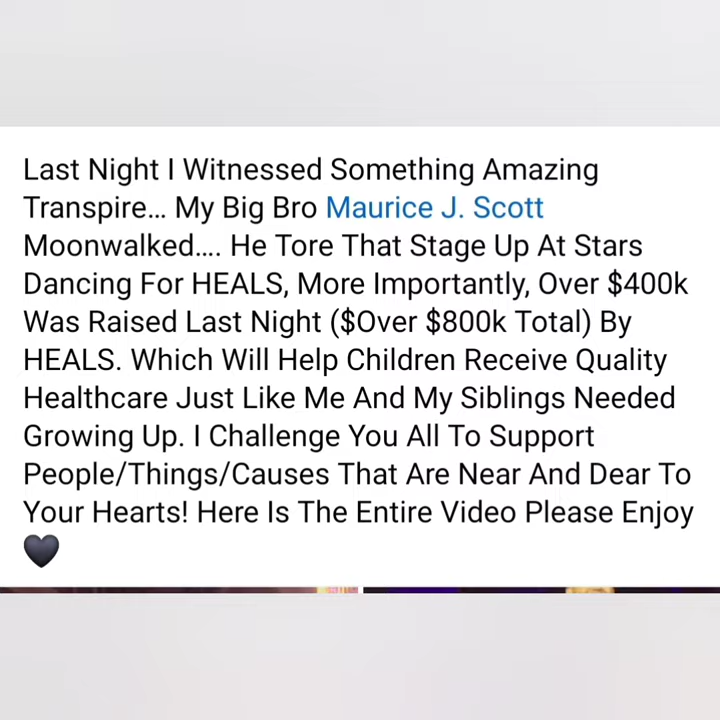 Last Night I Witnessed Something Amazing
Transpire... My Big Bro Maurice J. Scott
Moonwalked.... He Tore That Stage Up At Stars
Dancing For HEALS, More Importantly, Over $400k
Was Raised Last Night ($Over $800k Total) By
HEALS. Which Will Help Children Receive Quality
Healthcare Just Like Me And My Siblings Needed
Growing Up. I Challenge You All To Support
People/Things/Causes That Are Near And Dear To
Your Hearts! Here Is The Entire Video Please Enjoy
🖤